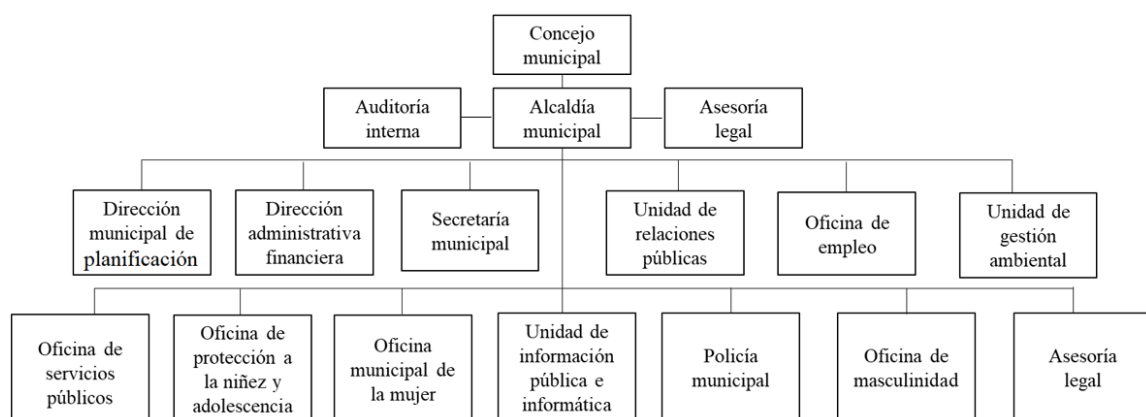 Concejo
municipal
Auditoría
interna
Alcaldía
municipal
Asesoría
legal
Dirección
municipal de
planificación
Dirección
administrativa
financiera
Secretaría
municipal
Unidad de
relaciones
públicas
Oficina de
empleo
Unidad de
gestión
ambiental
Oficina de
servicios
públicos
Oficina de
protección a
la niñez y
adolescencia
Oficina
municipal de
la mujer
Unidad de
información
pública e
informática
Policía
municipal
Oficina de
masculinidad
Asesoría
legal